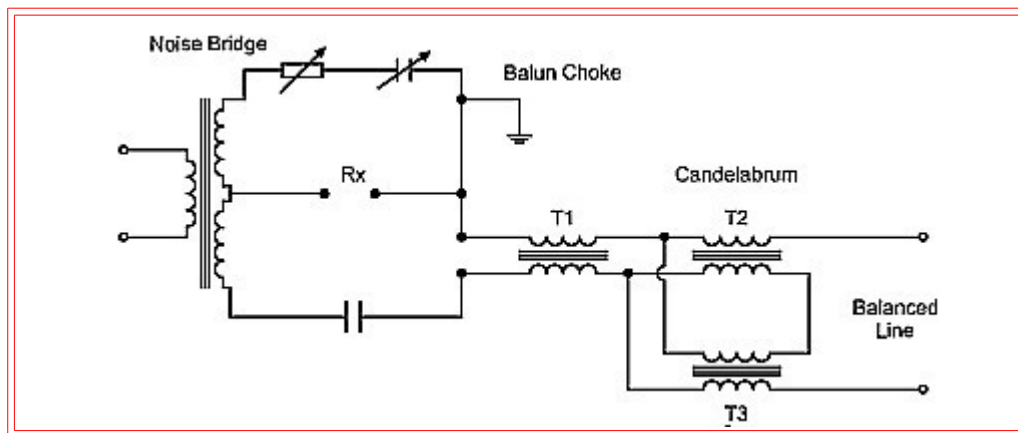 Noise Bridge
Balun Choke
Rx
Candelabrum
T1
T2
Balanced
Line
T3